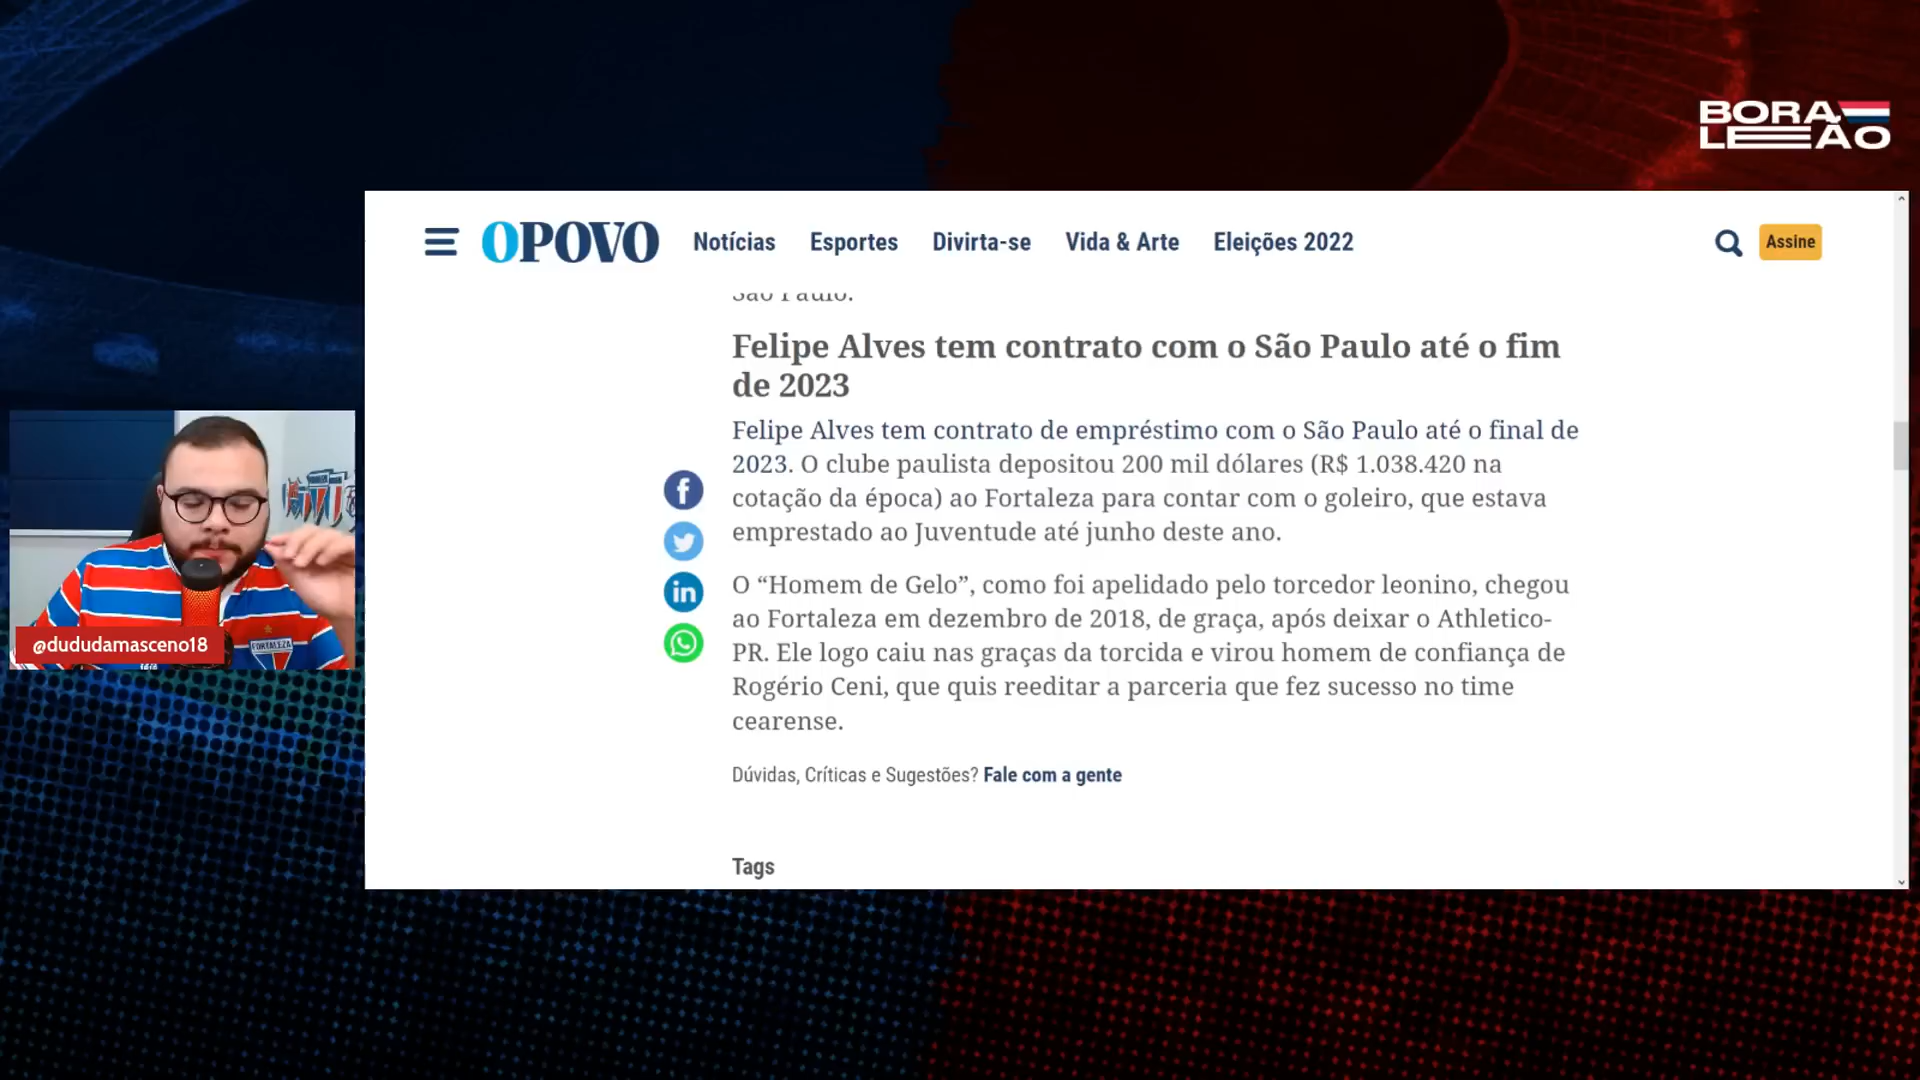 BORA
LEÃO
OPOVO
Notícias
Esportes
Divirta-se
Vida & Arte
Eleições 2022
Assine
São Paulo.
Felipe Alves tem contrato com o São Paulo até o fim
de 2023
Felipe Alves tem contrato de empréstimo com o São Paulo até o final de
2023. O clube paulista depositou 200 mil dólares (R$ 1.038.420 na
cotação da época) ao Fortaleza para contar com o goleiro, que estava
emprestado ao Juventude até junho deste ano.
O “Homem de Gelo”, como foi apelidado pelo torcedor leonino, chegou
ao Fortaleza em dezembro de 2018, de graça, após deixar o Athletico-
PR. Ele logo caiu nas graças da torcida e virou homem de confiança de
Rogério Ceni, que quis reeditar a parceria que fez sucesso no time
cearense.
Dúvidas, Críticas e Sugestões? Fale com a gente
Tags
@dududamasceno18
FORTALEZA